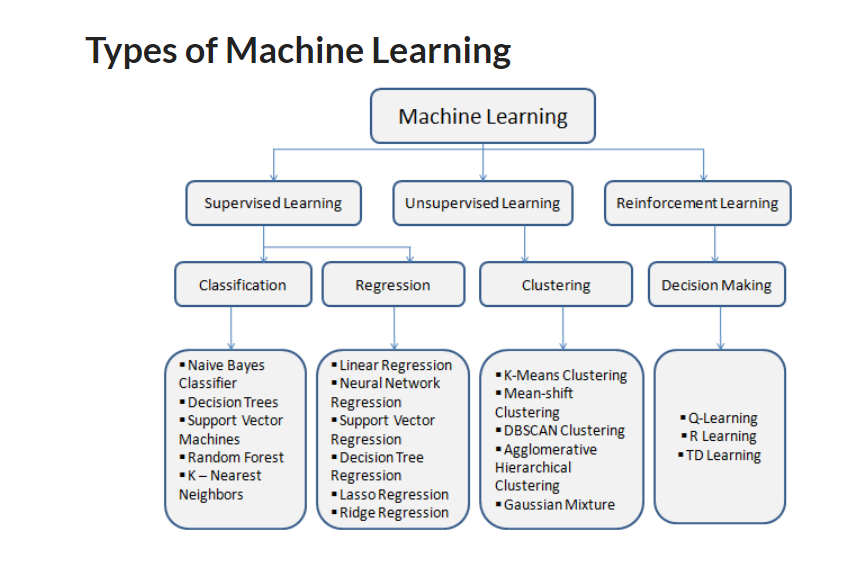 Types of Machine Learning
Machine Learning
Supervised Learning
Unsupervised Learning
Reinforcement Learning
Classification
Regression
Clustering
Decision Making
▪ Naive Bayes
Classifier
▪ Decision Trees
▪ Support Vector
Machines
▪ Random Forest
▪ K – Nearest
Neighbors
▪ Linear Regression
▪ Neural Network
Regression
▪ Support Vector
Regression
▪ Decision Tree
Regression
▪ Lasso Regression
▪ Ridge Regression
▪ K-Means Clustering
▪ Mean-shift
Clustering
▪ DBSCAN Clustering
▪ Agglomerative
Hierarchical
Clustering
▪ Gaussian Mixture
▪ Q-Learning
▪ R Learning
▪ TD Learning